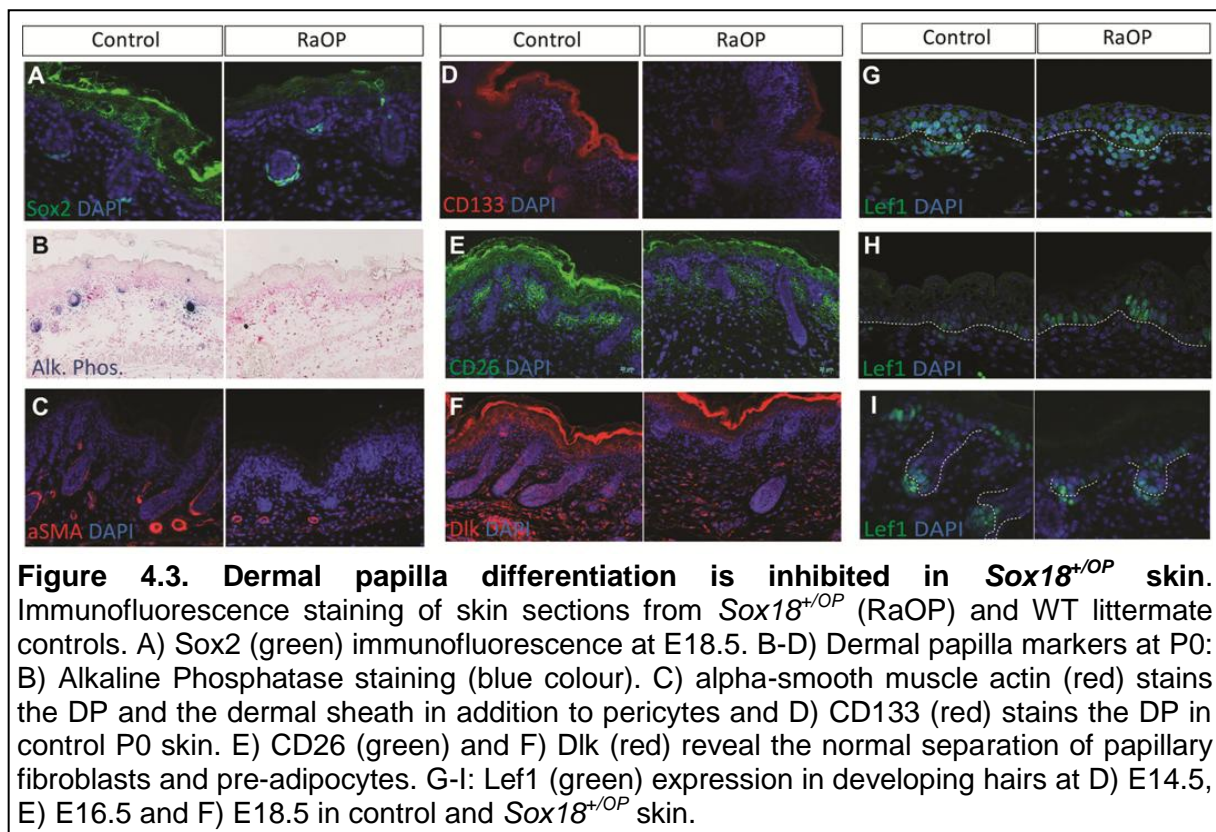 Control RaOP Control RaOP Control RaOP
A D G
Sox2 DAPI CD133 DAPI Lef1 DAPI
B E H
Alk. Phos. CD26 DAPI Lef1 DAPI
C F I
aSMA DAPI Dlk DAPI Lef1 DAPI
Figure 4.3. Dermal papilla differentiation is inhibited in Sox18+/OP skin.
Immunofluorescence staining of skin sections from Sox18+/OP (RaOP) and WT littermate
controls. A) Sox2 (green) immunofluorescence at E18.5. B-D) Dermal papilla markers at P0:
B) Alkaline Phosphatase staining (blue colour). C) alpha-smooth muscle actin (red) stains
the DP and the dermal sheath in addition to pericytes and D) CD133 (red) stains the DP in
control P0 skin. E) CD26 (green) and F) Dlk (red) reveal the normal separation of papillary
fibroblasts and pre-adipocytes. G-I: Lef1 (green) expression in developing hairs at D) E14.5,
E) E16.5 and F) E18.5 in control and Sox18+/OP skin.